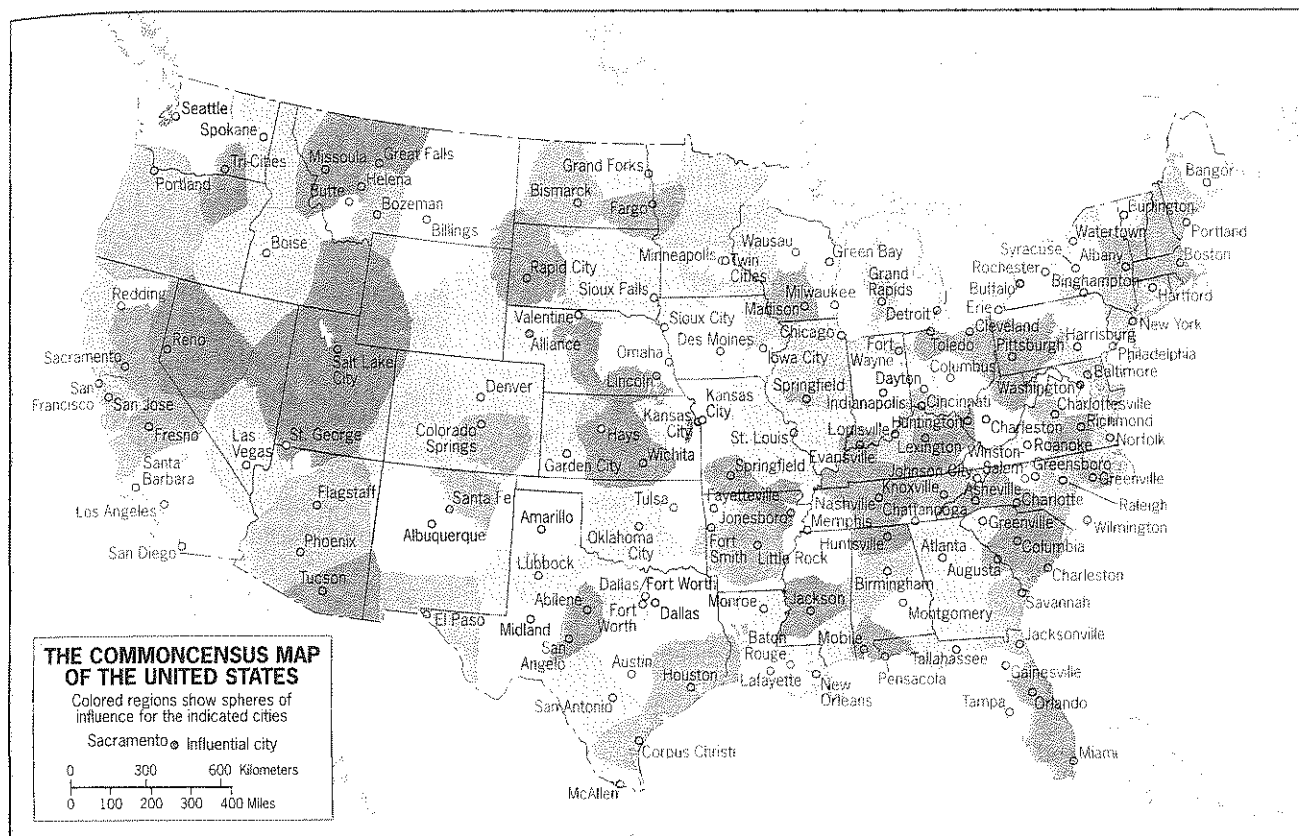 Seattle
Spokane
Tri-Cities
Portland
Missoula
Great Falls
Helena
Butte
Bozeman
Billings
Grand Forks
Bismarck
Fargo
Boise
Rapid City
Sioux Falls
Minneapolis
Twin
Cities
Wausau
Green Bay
Grand
Rapids
Milwaukee
Madison
Detroit
Bangor
Burlington
Watertown
Portland
Syracuse
Albany
Boston
Rochester
Binghampton
Buffalo
Hartford
Erie
New York
Redding
Reno
Sacramento
San
Francisco
San Jose
Fresno
Salt Lake
City
Valentine
Alliance
Sioux City
Des Moines
Omaha
Lincoln
Iowa City
Chicago
Fort
Wayne
Toledo
Cleveland
Pittsburgh
Harrisburg
Philadelphia
Baltimore
Columbus
Washington
Dayton
Springfield
Indianapolis
Cincinnati
Charlottesville
Huntington
Richmond
Denver
Colorado
Springs
Hays
Kansas
City
Kansas
City
Garden City
Wichita
St. Louis
Louisville
Evansville
Lexington
Charleston
Roanoke
Norfolk
Winston
Salem
Las
Vegas
St. George
Santa
Barbara
Los Angeles
San Diego
Flagstaff
Phoenix
Tucson
Santa Fe
Albuquerque
Amarillo
Lubbock
Tulsa
Oklahoma
City
Springfield
Fayetteville
Jonesboro
Fort
Smith
Little Rock
Memphis
Nashville
Johnson City
Knoxville
Chattanooga
Asheville
Greensboro
Greenville
Raleigh
Charlotte
Wilmington
Greenville
Columbia
Huntsville
Atlanta
Augusta
Charleston
Birmingham
Savannah
Montgomery
Dallas/Fort Worth
Abilene
Fort
Worth
Dallas
Monroe
Jackson
El Paso
Midland
San
Angelo
Austin
Houston
San Antonio
Corpus Christi
McAllen
Baton
Rouge
Lafayette
New
Orleans
Mobile
Pensacola
Tallahassee
Jacksonville
Gainesville
Orlando
Tampa
Miami
THE COMMONCENSUS MAP
OF THE UNITED STATES
Colored regions show spheres of
influence for the indicated cities
Sacramento Influential city
0 300 600 Kilometers
0 100 200 300 400 Miles